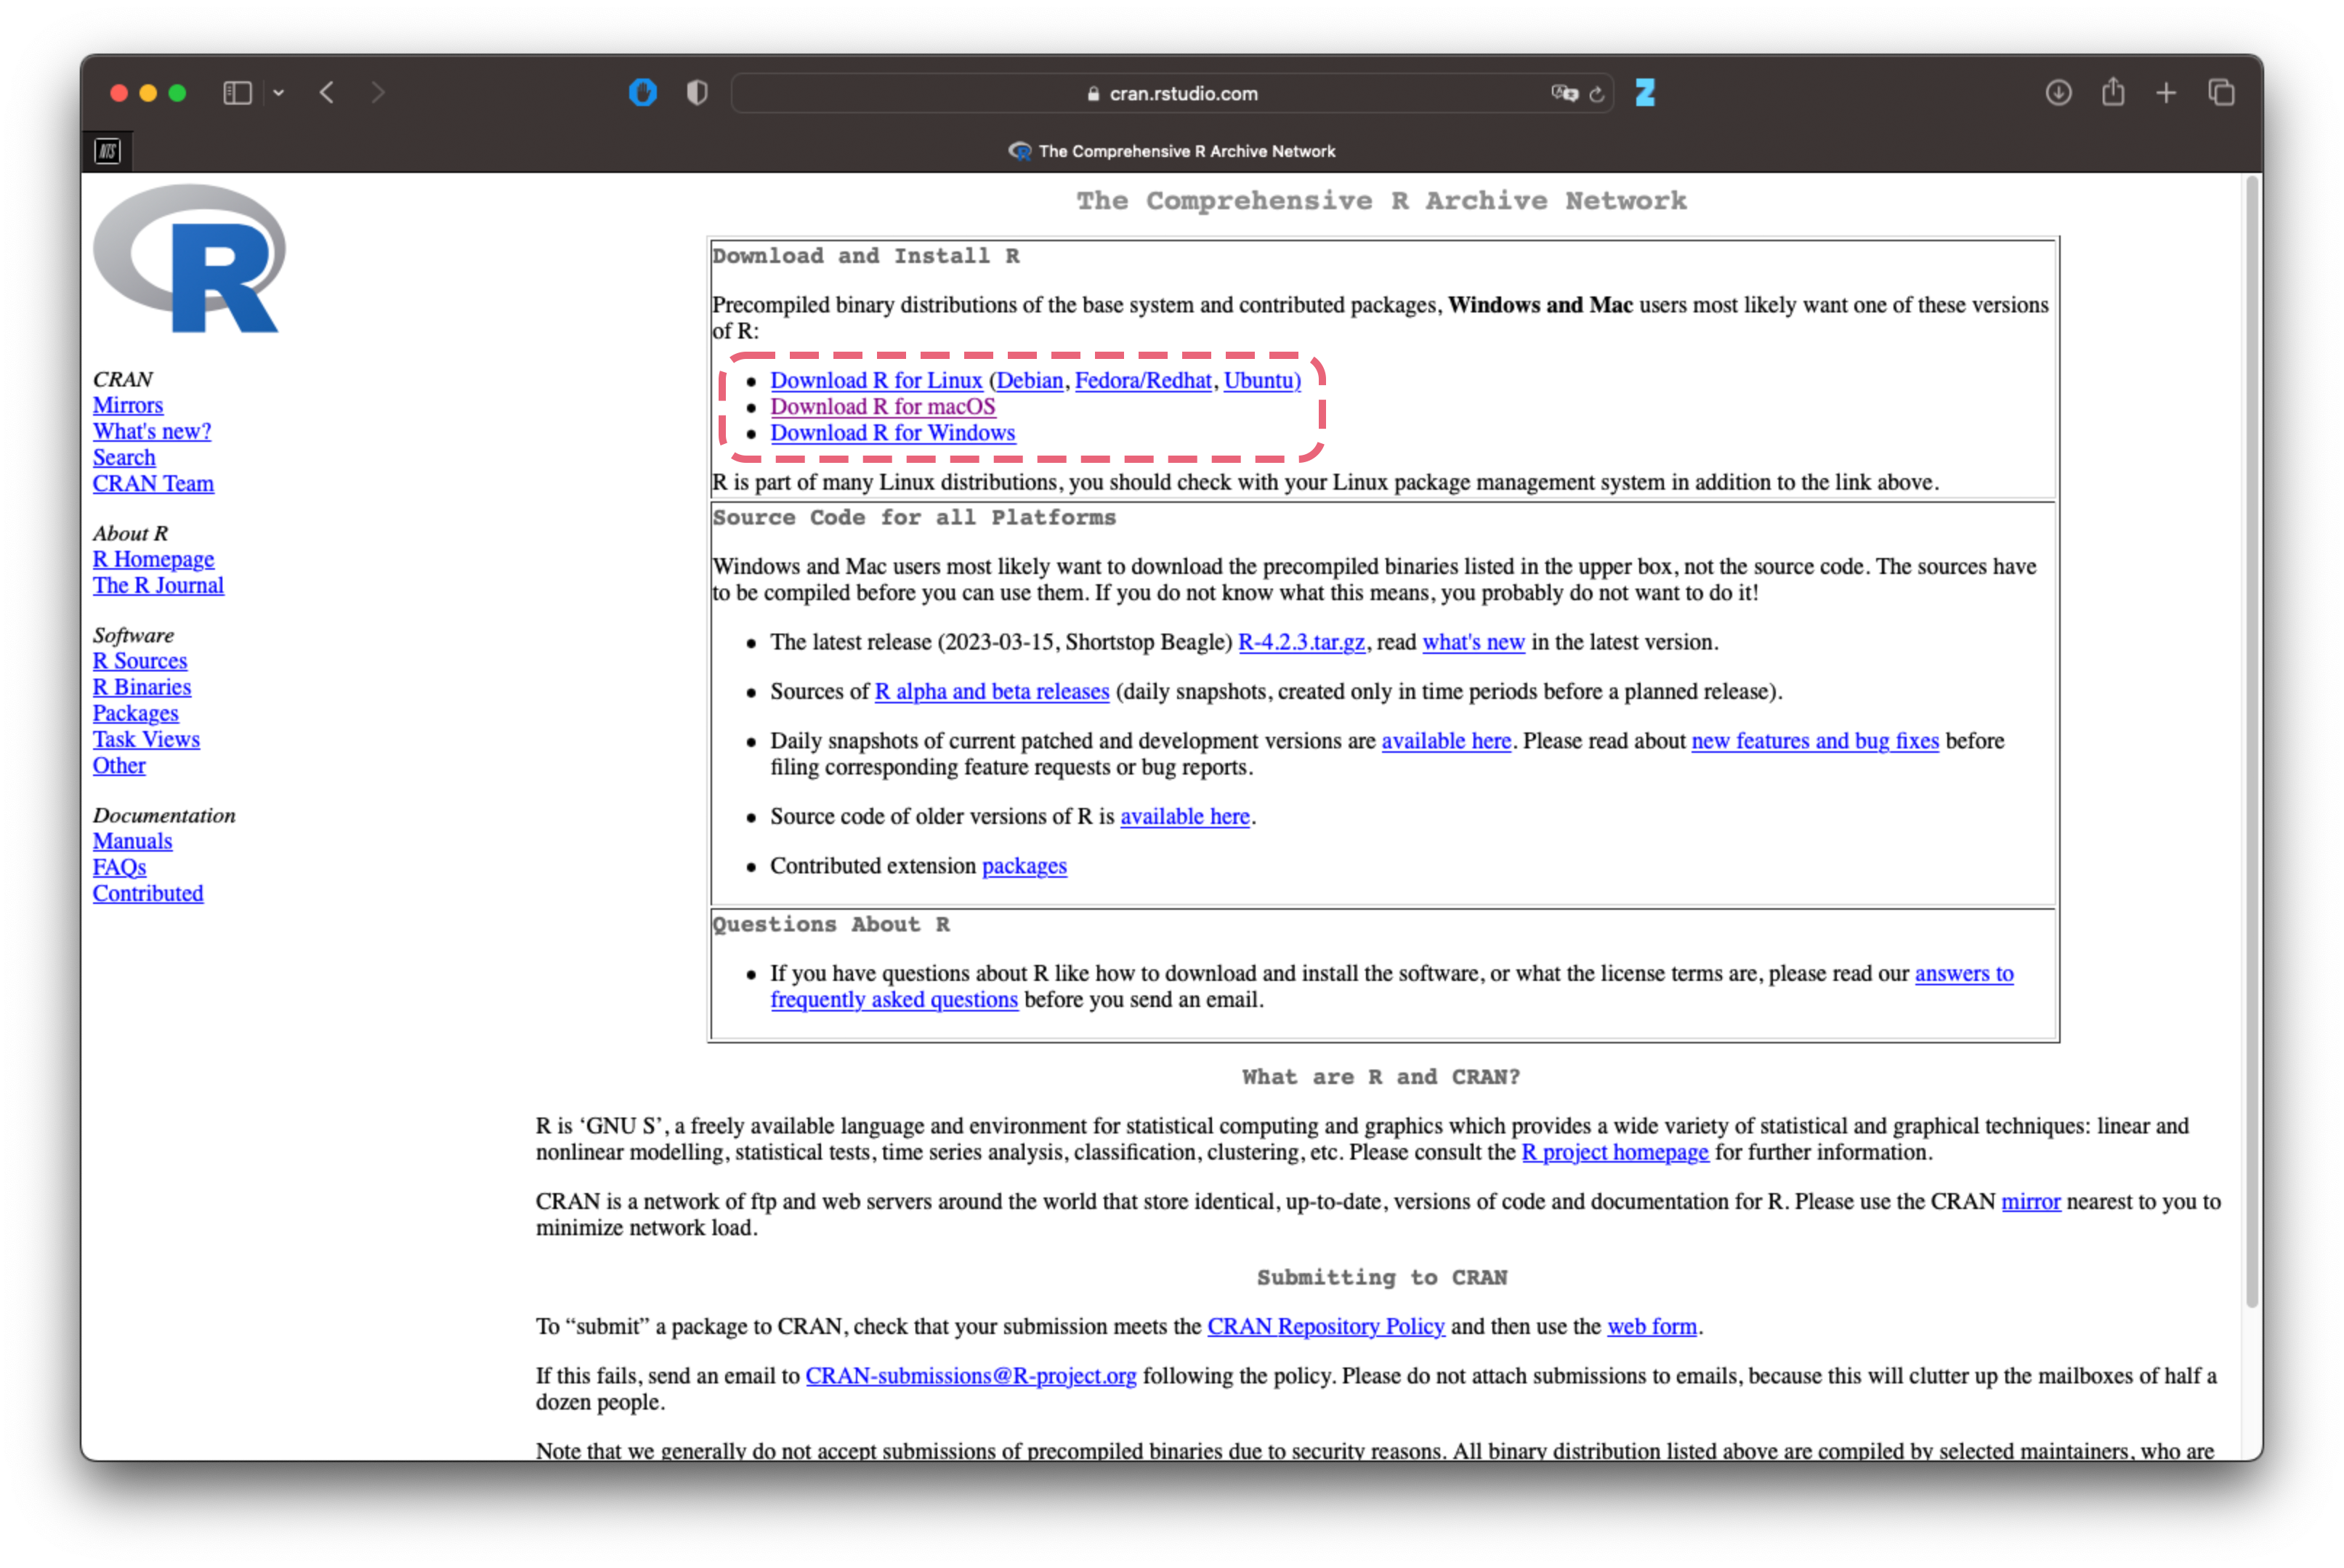 cran.rstudio.com
NTS
The Comprehensive R Archive Network
R
CRAN
Mirrors
What's new?
Search
CRAN Team
About R
R Homepage
The R Journal
Software
R Sources
R Binaries
Packages
Task Views
Other
Documentation
Manuals
FAQs
Contributed
The Comprehensive R Archive Network
Download and Install R
Precompiled binary distributions of the base system and contributed packages, Windows and Mac users most likely want one of these versions
of R:
• Download R for Linux (Debian, Fedora/Redhat, Ubuntu)
• Download R for macOS
• Download R for Windows
R is part of many Linux distributions, you should check with your Linux package management system in addition to the link above.
Source Code for all Platforms
Windows and Mac users most likely want to download the precompiled binaries listed in the upper box, not the source code. The sources have
to be compiled before you can use them. If you do not know what this means, you probably do not want to do it!
• The latest release (2023-03-15, Shortstop Beagle) R-4.2.3.tar.gz, read what's new in the latest version.
• Sources of R alpha and beta releases (daily snapshots, created only in time periods before a planned release).
• Daily snapshots of current patched and development versions are available here. Please read about new features and bug fixes before
filing corresponding feature requests or bug reports.
• Source code of older versions of R is available here.
• Contributed extension packages
Questions About R
• If you have questions about R like how to download and install the software, or what the license terms are, please read our answers to
frequently asked questions before you send an email.
What are R and CRAN?
R is ‘GNU S’, a freely available language and environment for statistical computing and graphics which provides a wide variety of statistical and graphical techniques: linear and
nonlinear modelling, statistical tests, time series analysis, classification, clustering, etc. Please consult the R project homepage for further information.
CRAN is a network of ftp and web servers around the world that store identical, up-to-date, versions of code and documentation for R. Please use the CRAN mirror nearest to you to
minimize network load.
Submitting to CRAN
To “submit” a package to CRAN, check that your submission meets the CRAN Repository Policy and then use the web form.
If this fails, send an email to CRAN-submissions@R-project.org following the policy. Please do not attach submissions to emails, because this will clutter up the mailboxes of half a
dozen people.
Note that we generally do not accept submissions of precompiled binaries due to security reasons. All binary distribution listed above are compiled by selected maintainers, who are